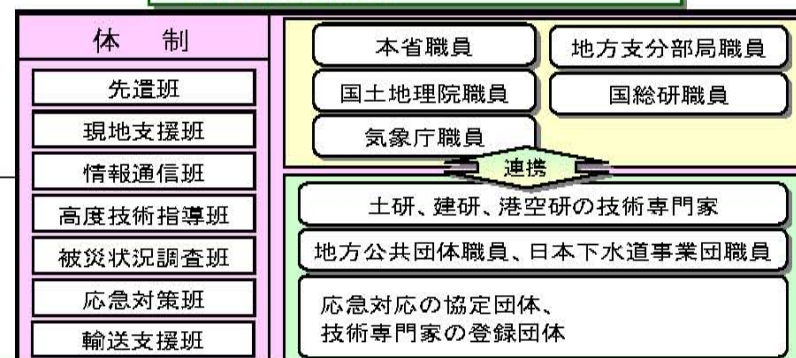 体 制
先遣班
現地支援班
情報通信班
高度技術指導班
被災状況調査班
応急対策班
輸送支援班
本省職員
地方支分部局職員
国土地理院職員
国総研職員
気象庁職員
連携
土研、建研、港空研の技術専門家
地方公共団体職員、日本下水道事業団職員
応急対応の協定団体、
技術専門家の登録団体